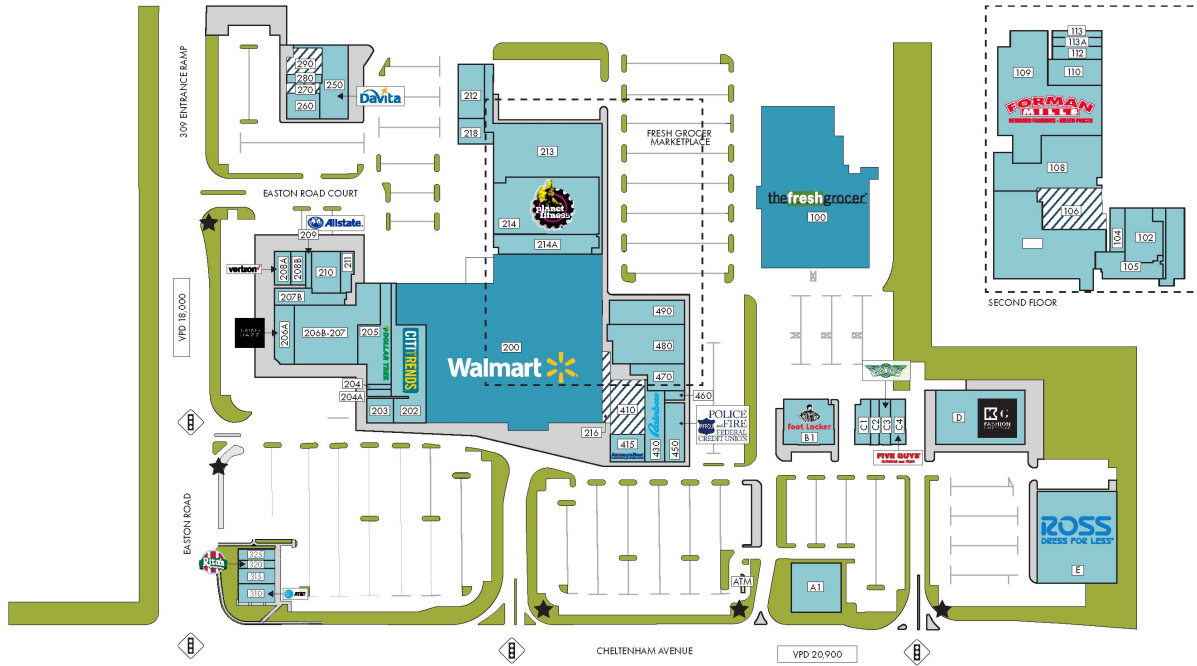 113
113A
112
109
110
FORMAN
MILLS
108
106
104
102
105
SECOND FLOOR
309 ENTRANCE RAMP
290
280
270
260
250
DaVita
212
218
213
FRESH GROCER
MARKETPLACE
EASTON ROAD COURT
planet
fitness
214
214A
thefreshgrocer
100
Allstate.
209
verizon
208A
208B
210
211
207B
VPD 18,000
206A
206B-207
205
DOLLAR TREE
CITITRENDS
200
Walmart
204
204A
203
202
490
480
470
460
216
410
415
Rainbow
430
450
PFFCU
POLICE
and FIRE
FEDERAL
CREDIT UNION
Foot Locker
B1
C1
C2
C3
C4
FIVE GUYS
D
KG
FASHION
ROSS
DRESS FOR LESS
E
EASTON ROAD
Rita's
325
320
315
310
AT&T
ATM
A1
CHELTENHAM AVENUE
VPD 20,900